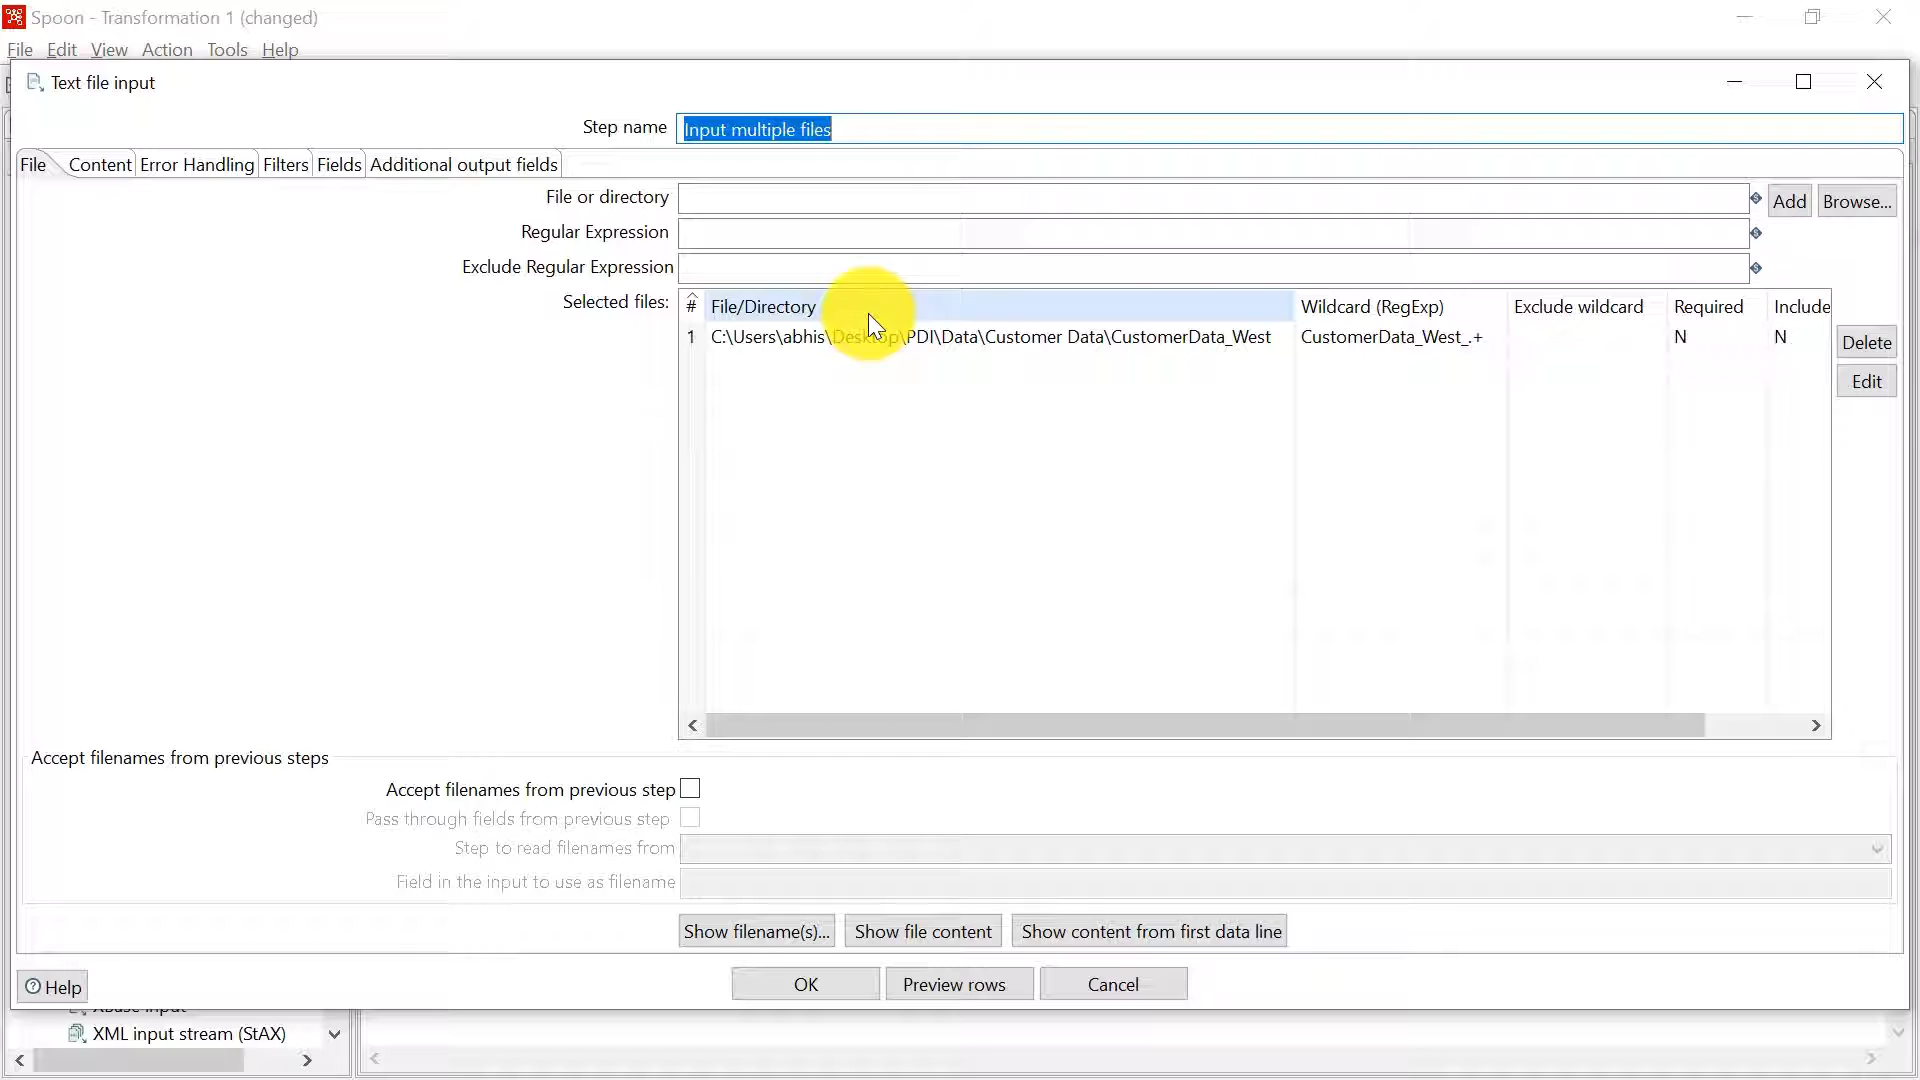 Spoon - Transformation 1 (changed)
File Edit View Action Tools Help
Text file input
Step name Input multiple files
File Content Error Handling Filters Fields Additional output fields
File or directory Add Browse...
Regular Expression
Exclude Regular Expression
Selected files: # File/Directory Wildcard (RegExp) Exclude wildcard Required Include
1 C:\Users\abhis\Desktop\PDI\Data\Customer Data\CustomerData_West CustomerData_West_.+ N N
Delete
Edit
Accept filenames from previous steps
Accept filenames from previous step
Pass through fields from previous step
Step to read filenames from
Field in the input to use as filename
Show filename(s)... Show file content Show content from first data line
Help OK Preview rows Cancel
XML input stream (StAX)